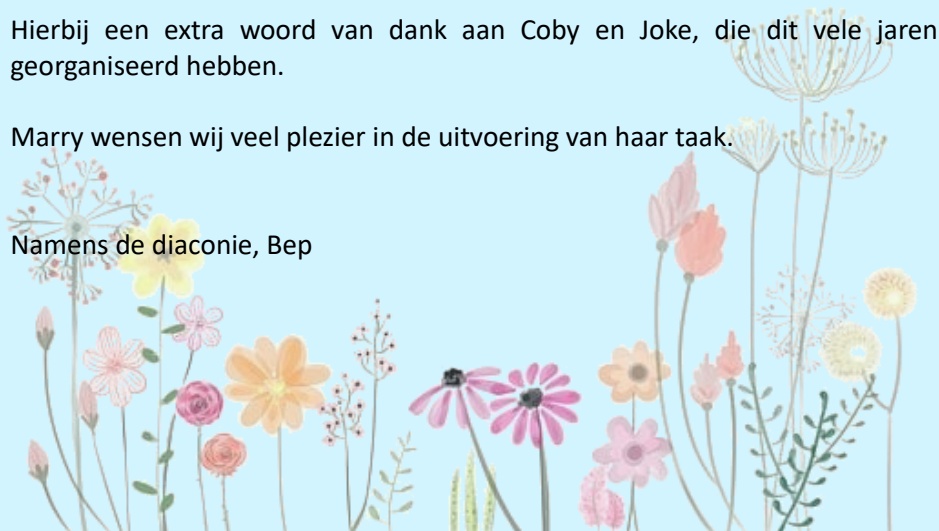 Hierbij een extra woord van dank aan Coby en Joke, die dit vele jaren
georganiseerd hebben.
Marry wensen wij veel plezier in de uitvoering van haar taak.
Namens de diaconie, Bep